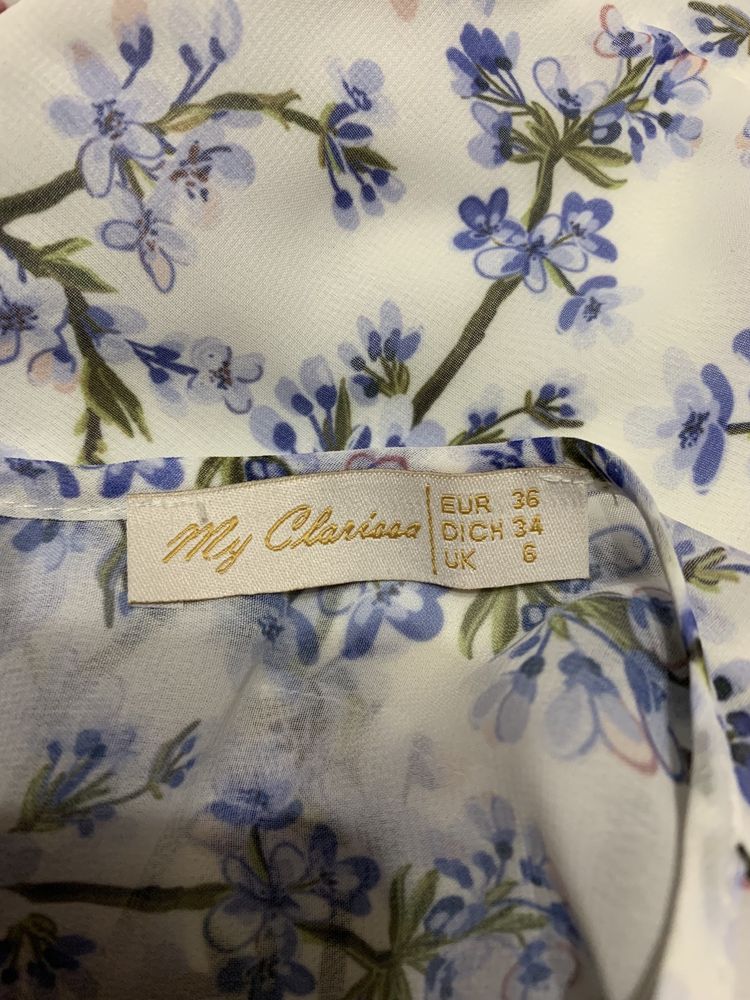 My Clarissa
EUR 36
DICH 34
UK 6